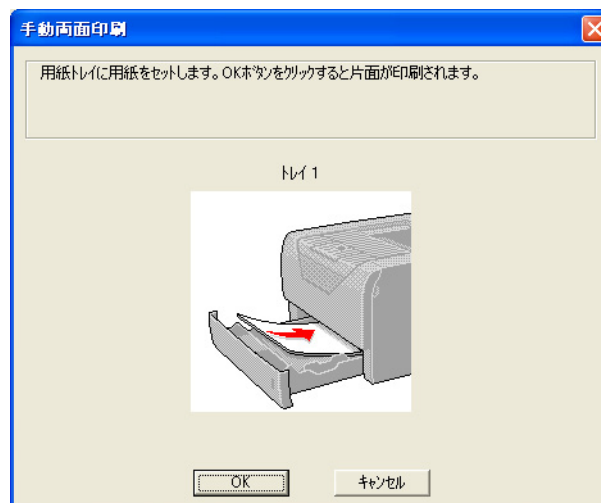 手動両面印刷
用紙トレイに用紙をセットします。OKボタンをクリックすると片面が印刷されます。
トレイ 1
OK
キャンセル